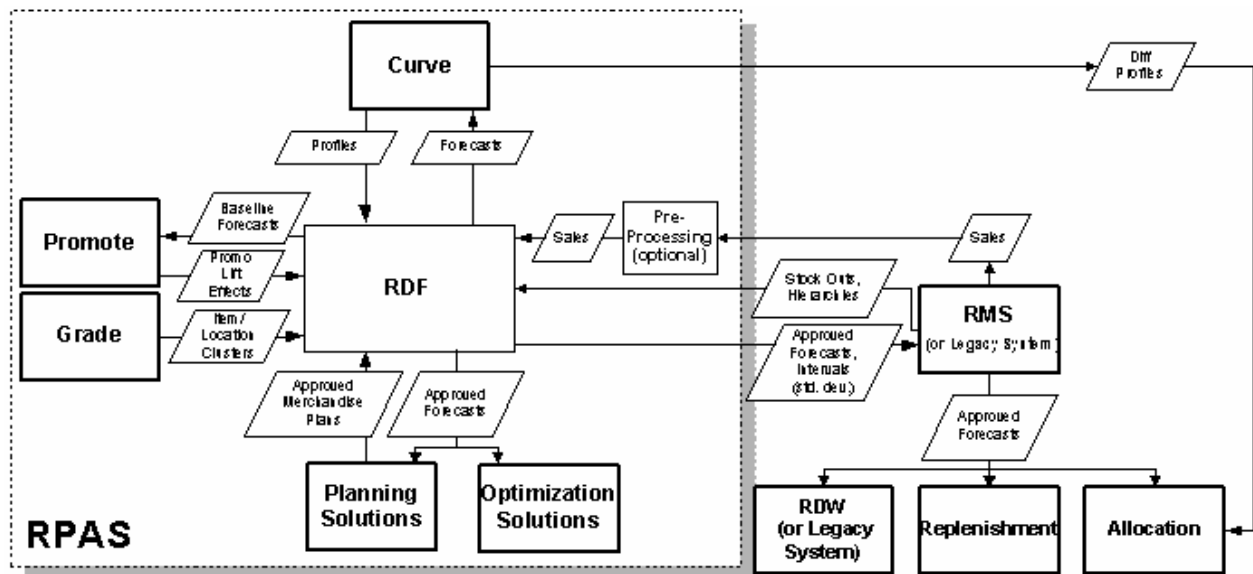 Curve
Diff
Profiles
Profiles
Forecasts
Baseline
Forecasts
Promote
Promo
Lift
Effects
Grade
Item/
Location
Clusters
RDF
Sales
Pre-
Processing
(optional)
Sales
Stock Outs,
Hierarchies
RMS
(or Legacy System)
Approved
Forecasts,
Intervals
(std. dev.)
Approved
Merchandise
Plans
Approved
Forecasts
Approved
Forecasts
Planning
Solutions
Optimization
Solutions
RPAS
RDW
(or Legacy
System)
Replenishment
Allocation